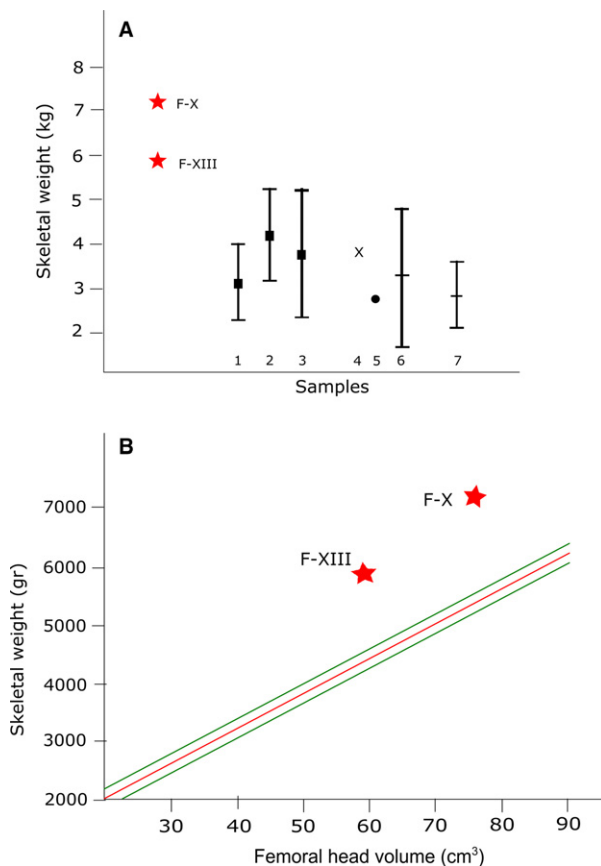 A
8
7
6
5
4
3
2
Skeletal weight (kg)
F-X
F-XIII
X
1 2 3 4 5 6 7
Samples
B
7000
6000
5000
4000
3000
2000
Skeletal weight (gr)
F-X
F-XIII
30 40 50 60 70 80 90
Femoral head volume (cm³)